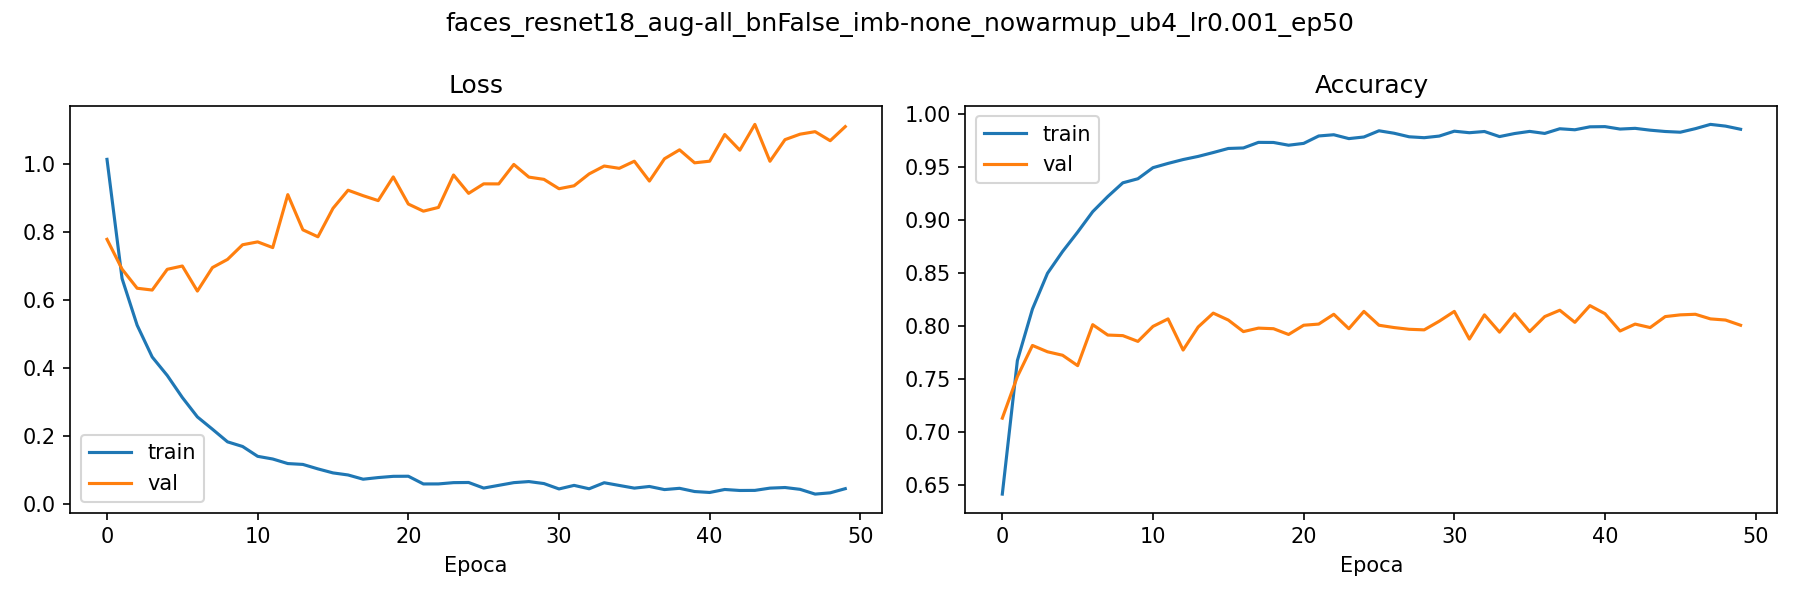 faces_resnet18_aug-all_bnFalse_imb-none_nowarmup_ub4_lr0.001_ep50
Loss
1.0
0.8
0.6
0.4
0.2
0.0
train
val
0 10 20 30 40 50
Epoca
Accuracy
1.00
0.95
0.90
0.85
0.80
0.75
0.70
0.65
train
val
0 10 20 30 40 50
Epoca